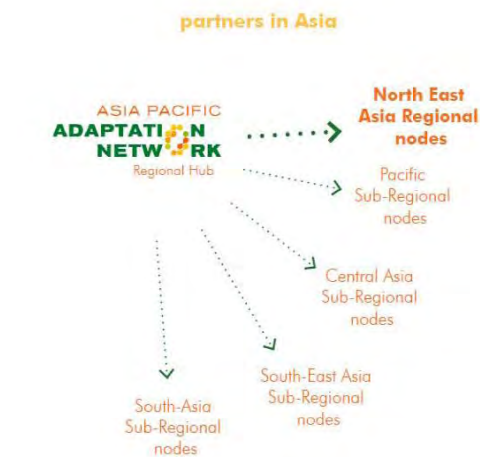 partners in Asia
ASIA PACIFIC
ADAPTATION
NETWORK
Regional Hub
North East
Asia Regional
nodes
Pacific
Sub-Regional
nodes
Central Asia
Sub-Regional
nodes
South-East Asia
Sub-Regional
nodes
South-Asia
Sub-Regional
nodes